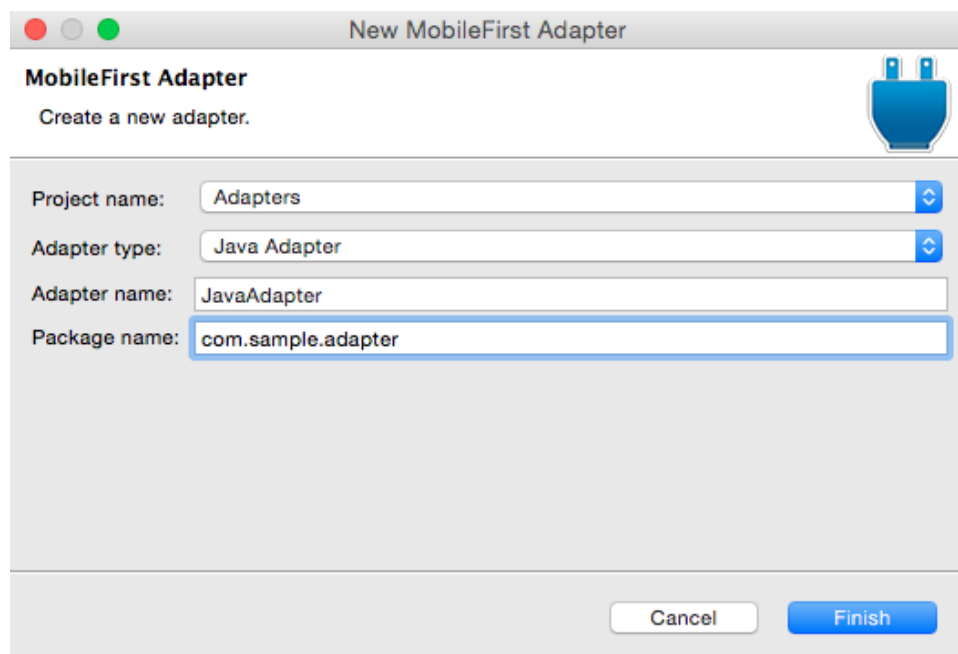 New MobileFirst Adapter
MobileFirst Adapter
Create a new adapter.
Project name: Adapters
Adapter type: Java Adapter
Adapter name: JavaAdapter
Package name: com.sample.adapter
Cancel Finish